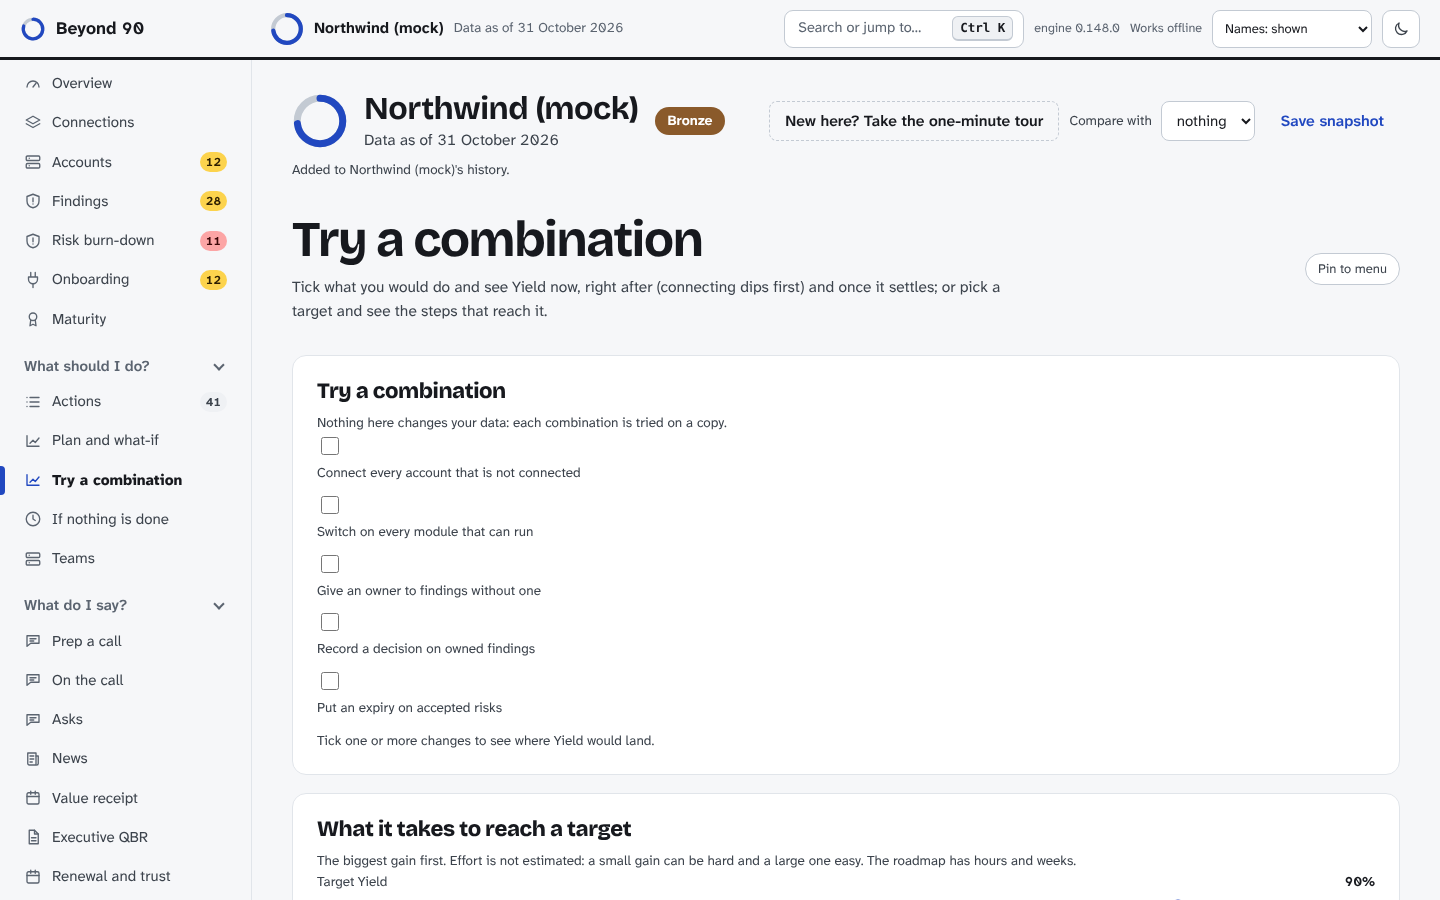 Beyond 90
Northwind (mock) Data as of 31 October 2026
Search or jump to... Ctrl K
engine 0.148.0 Works offline
Names: shown
Overview
Connections
Accounts 12
Findings 28
Risk burn-down 11
Onboarding 12
Maturity
What should I do?
Actions 41
Plan and what-if
Try a combination
If nothing is done
Teams
What do I say?
Prep a call
On the call
Asks
News
Value receipt
Executive QBR
Renewal and trust
Northwind (mock)
Data as of 31 October 2026
Bronze
New here? Take the one-minute tour
Compare with nothing
Save snapshot
Added to Northwind (mock)'s history.
Try a combination
Tick what you would do and see Yield now, right after (connecting dips first) and once it settles; or pick a
target and see the steps that reach it.
Pin to menu
Try a combination
Nothing here changes your data: each combination is tried on a copy.
Connect every account that is not connected
Switch on every module that can run
Give an owner to findings without one
Record a decision on owned findings
Put an expiry on accepted risks
Tick one or more changes to see where Yield would land.
What it takes to reach a target
The biggest gain first. Effort is not estimated: a small gain can be hard and a large one easy. The roadmap has hours and weeks.
Target Yield 90%